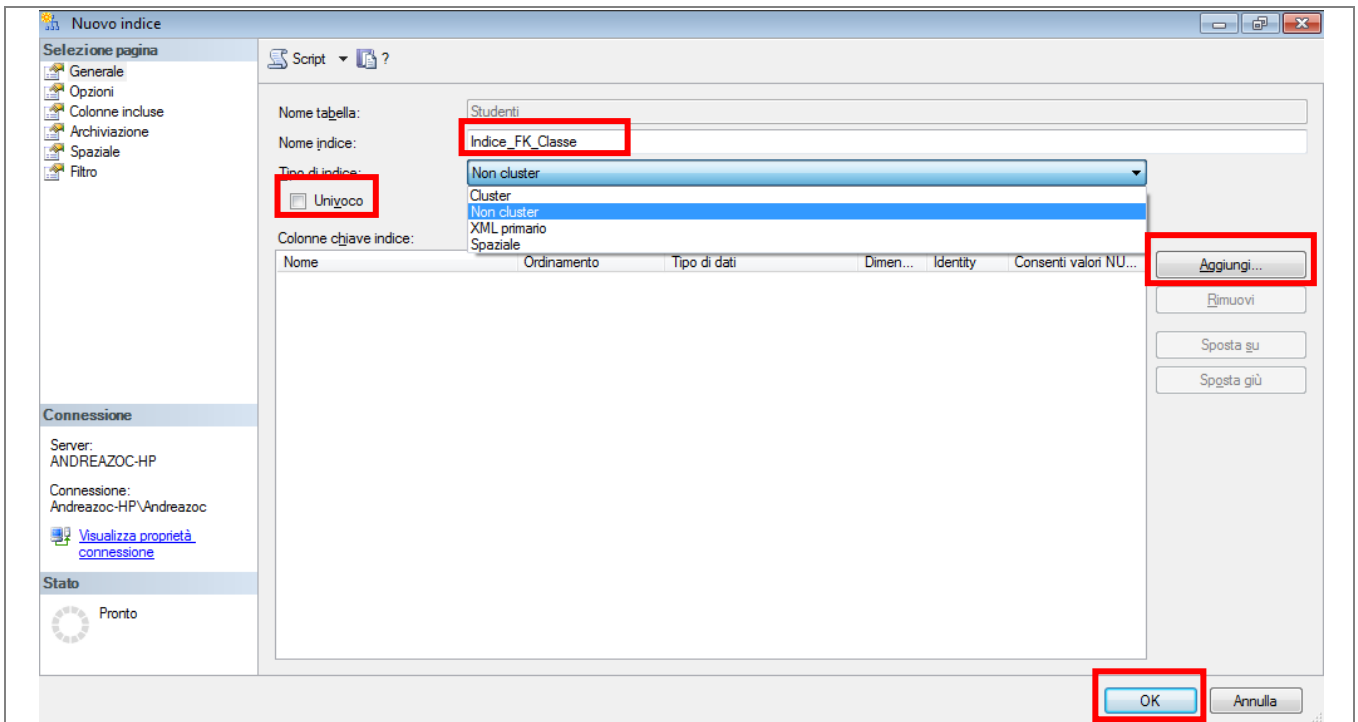 Nuovo indice
Selezione pagina
Generale
Opzioni
Colonne incluse
Archiviazione
Spaziale
Filtro
Script ?
Nome tabella: Studenti
Nome indice: Indice_FK_Classe
Tipo di indice: Non cluster
Univoco
Cluster
Non cluster
XML primario
Spaziale
Colonne chiave indice:
Nome Ordinamento Tipo di dati Dimen... Identity Consenti valori NU...
Aggiungi...
Rimuovi
Sposta su
Sposta giù
Connessione
Server:
ANDREAZOC-HP
Connessione:
Andreazoc-HP\Andreazoc
Visualizza proprietà
connessione
Stato
Pronto
OK Annulla